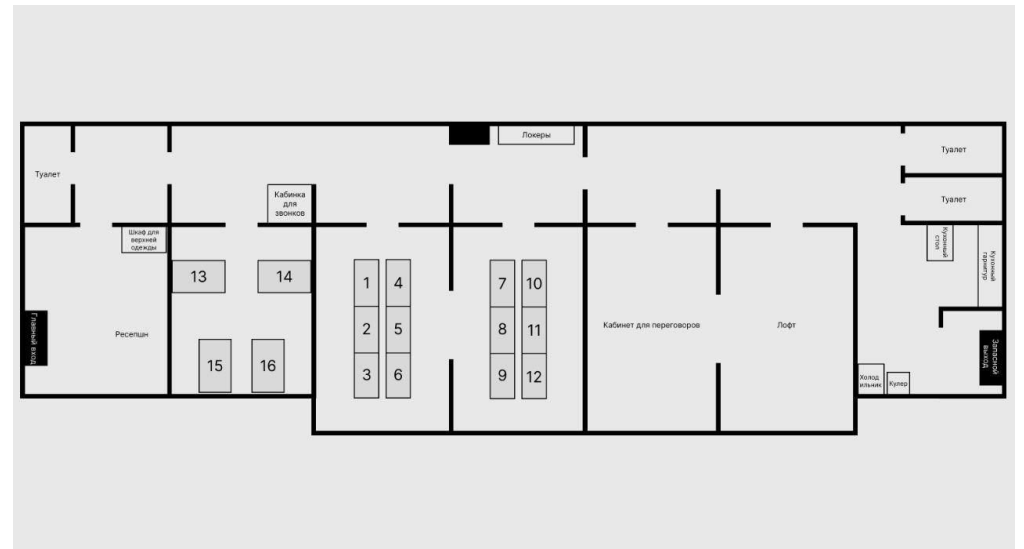 Локеры
Туалет
Туалет
Туалет
Кабинка
для
звонков
Шкаф для
верхней
одежды
Кухонный
стол
Кухонный
гарнитур
13
14
1
4
7
10
Главный вход
Ресепшн
2
5
8
11
Кабинет для переговоров
Лофт
Запасной
выход
15
16
3
6
9
12
Холод
ильник
Кулер